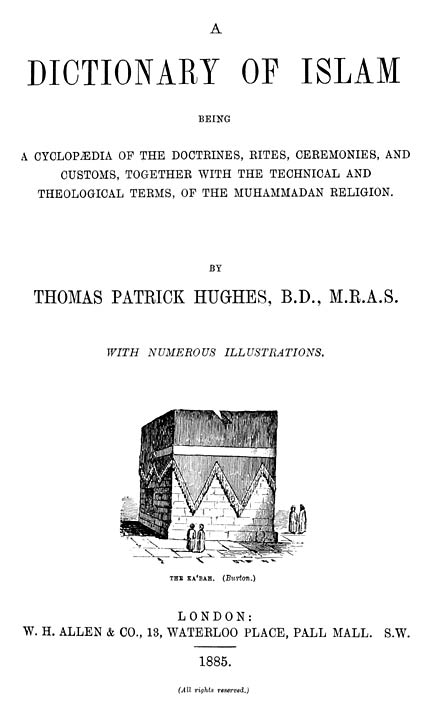 A
DICTIONARY OF ISLAM
BEING
A CYCLOPÆDIA OF THE DOCTRINES, RITES, CEREMONIES, AND
CUSTOMS, TOGETHER WITH THE TECHNICAL AND
THEOLOGICAL TERMS, OF THE MUHAMMADAN RELIGION.
BY
THOMAS PATRICK HUGHES, B.D., M.R.A.S.
WITH NUMEROUS ILLUSTRATIONS.
THE KA'BAH. (Burton.)
LONDON:
W. H. ALLEN & CO., 13, WATERLOO PLACE, PALL MALL. S.W.
1885.
(All rights reserved.)